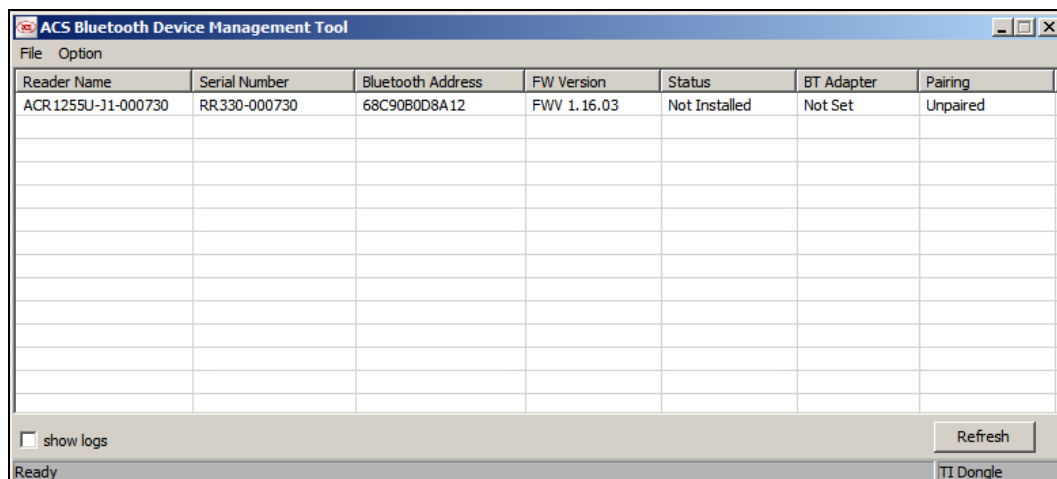 ACS Bluetooth Device Management Tool
File Option
Reader Name Serial Number Bluetooth Address FW Version Status BT Adapter Pairing
ACR1255U-J1-000730 RR330-000730 68C90B0D8A12 FWV 1.16.03 Not Installed Not Set Unpaired
show logs Refresh
Ready TI Dongle